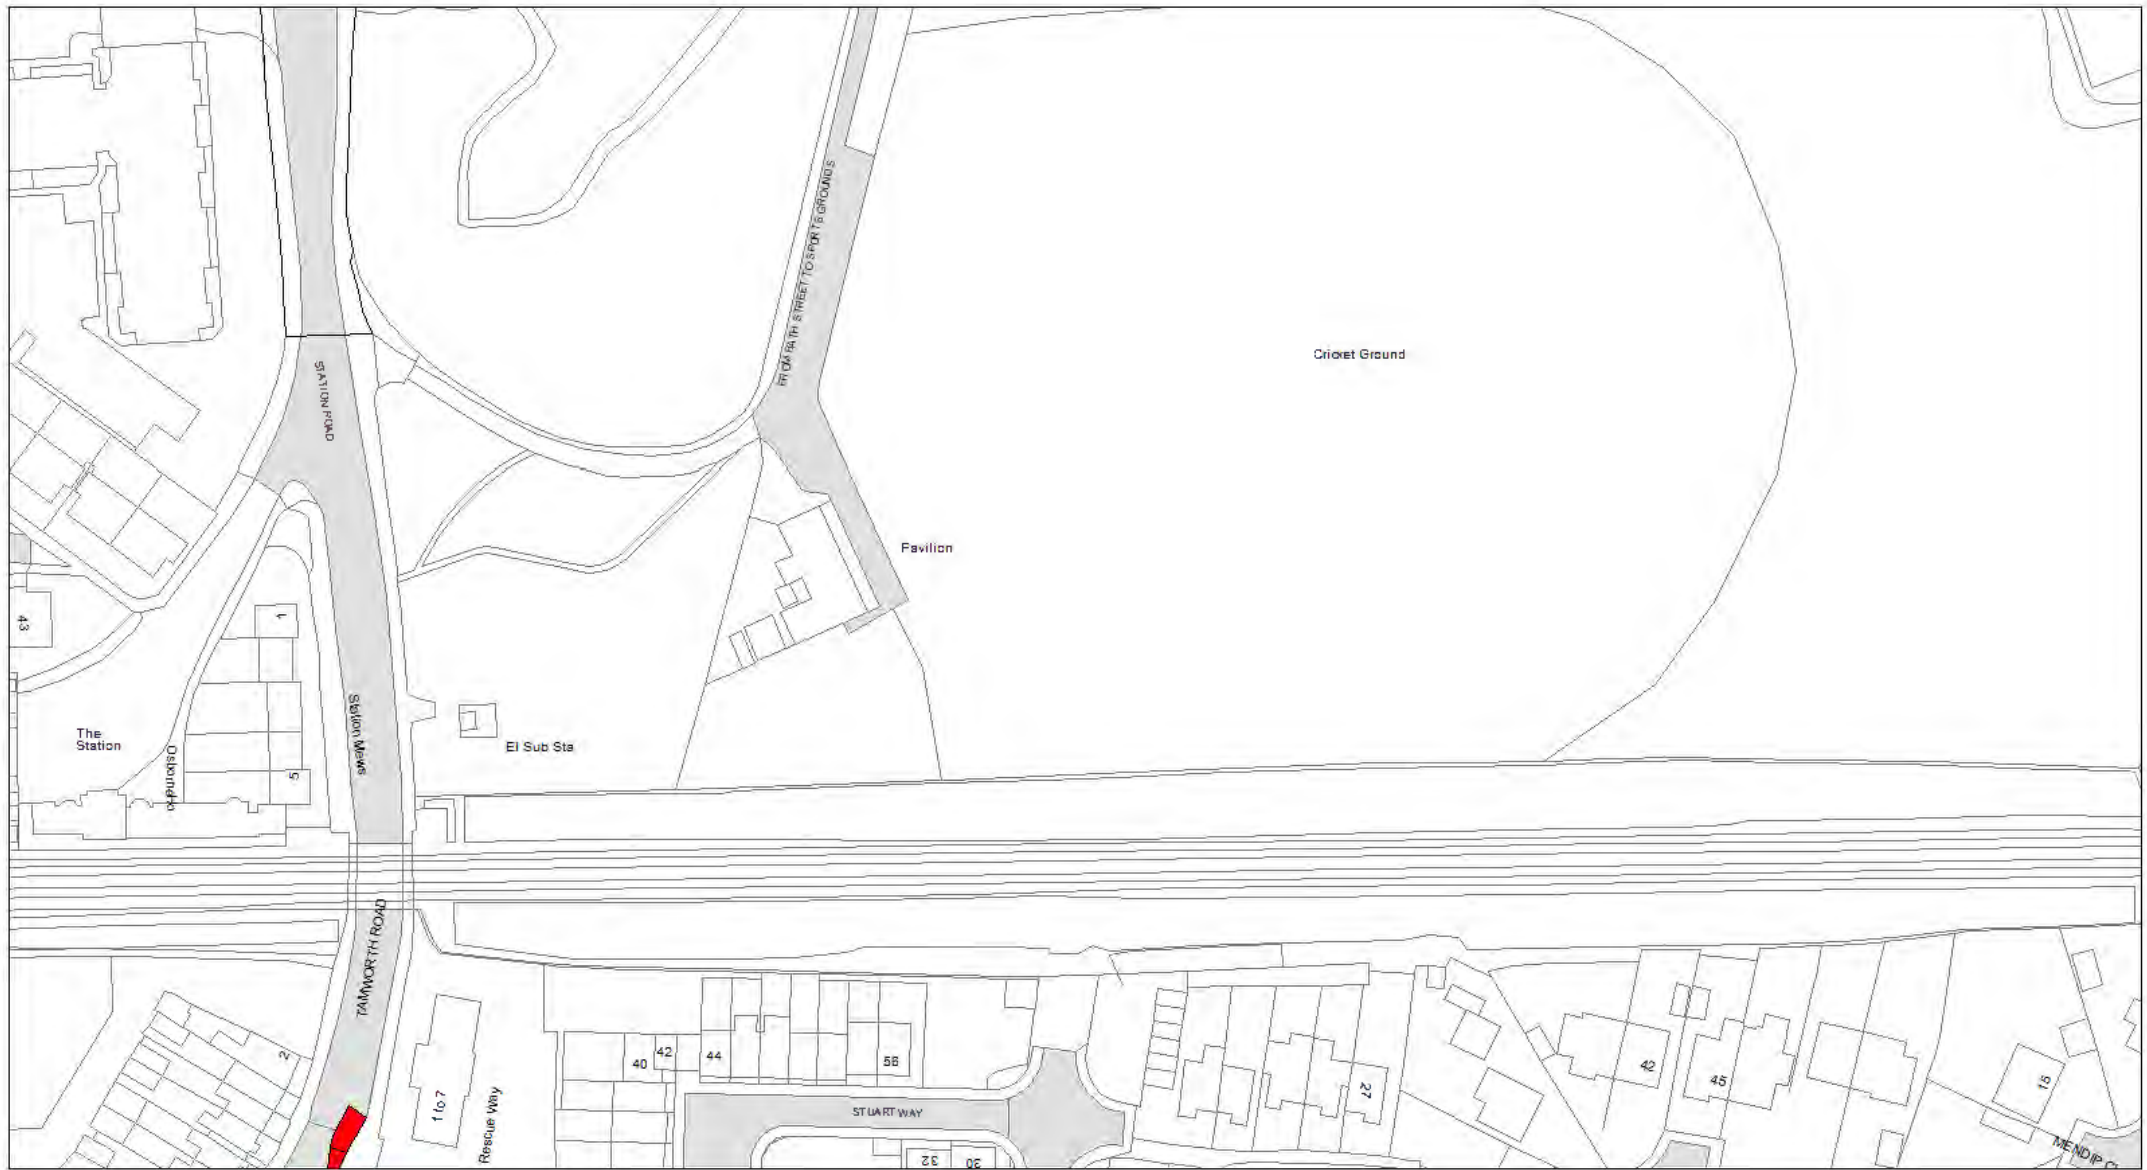 FROM PATH STREET TO SPORTS GROUNDS
Cricket Ground
STATION ROAD
Pavilion
43
1
Station Mews
The
Station
El Sub Sta
5
TAMWORTH ROAD
2
40
42
44
56
42
45
27
15
1 to 7
Rescue Way
STUART WAY
32
30